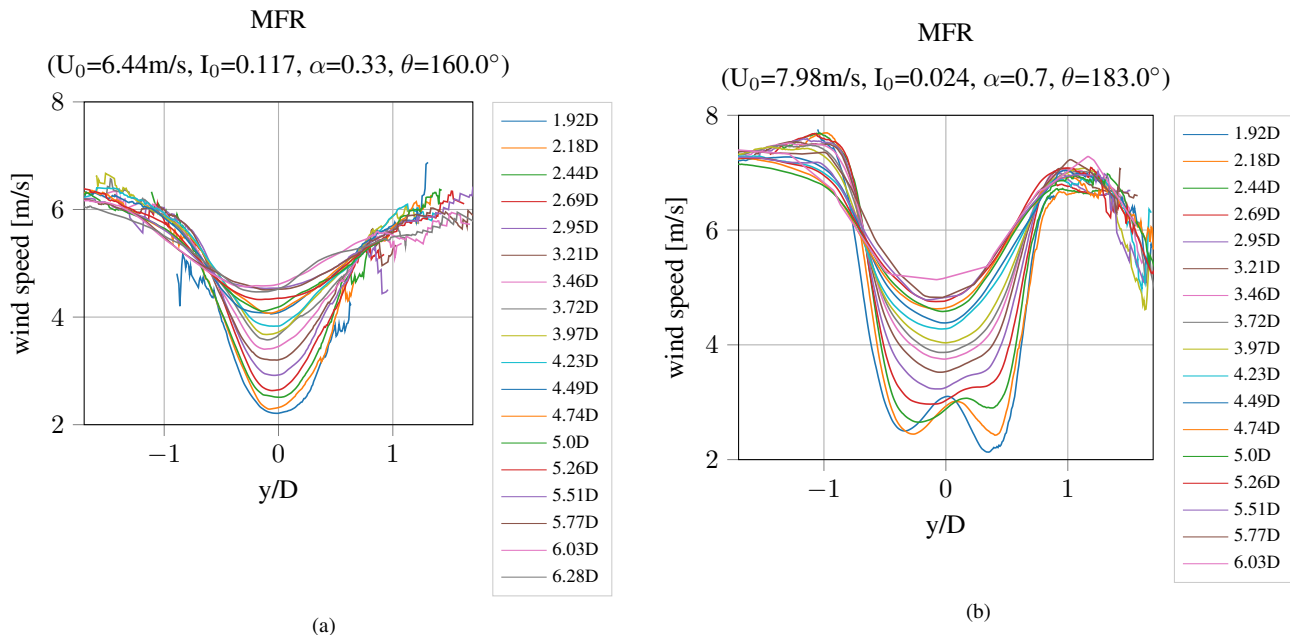 MFR
(U_0=6.44m/s, I_0=0.117, α=0.33, θ=160.0°)
8
6
4
2
−1
0
1
wind speed [m/s]
y/D
1.92D
2.18D
2.44D
2.69D
2.95D
3.21D
3.46D
3.72D
3.97D
4.23D
4.49D
4.74D
5.0D
5.26D
5.51D
5.77D
6.03D
6.28D
(a)
MFR
(U_0=7.98m/s, I_0=0.024, α=0.7, θ=183.0°)
8
6
4
2
−1
0
1
wind speed [m/s]
y/D
1.92D
2.18D
2.44D
2.69D
2.95D
3.21D
3.46D
3.72D
3.97D
4.23D
4.49D
4.74D
5.0D
5.26D
5.51D
5.77D
6.03D
(b)